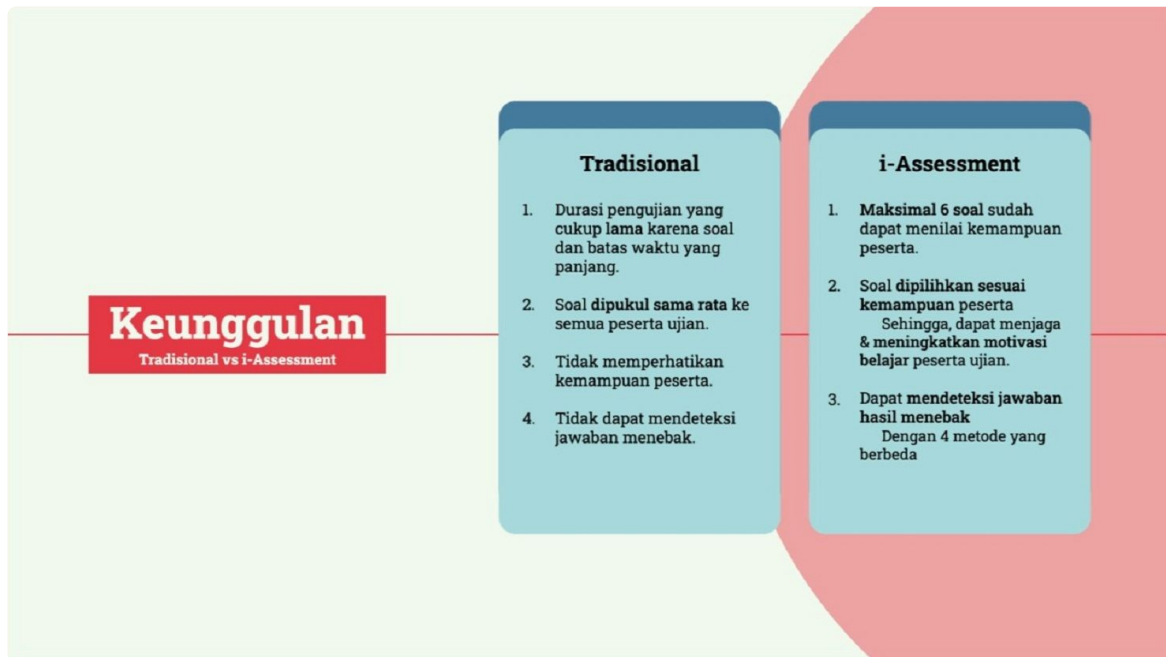 Keunggulan
Tradisional vs i-Assessment
Tradisional
1. Durasi pengujian yang
cukup lama karena soal
dan batas waktu yang
panjang.
2. Soal dipukul sama rata ke
semua peserta ujian.
3. Tidak memperhatikan
kemampuan peserta.
4. Tidak dapat mendeteksi
jawaban menebak.
i-Assessment
1. Maksimal 6 soal sudah
dapat menilai kemampuan
peserta.
2. Soal dipilihkan sesuai
kemampuan peserta
Sehingga, dapat menjaga
& meningkatkan motivasi
belajar peserta ujian.
3. Dapat mendeteksi jawaban
hasil menebak
Dengan 4 metode yang
berbeda